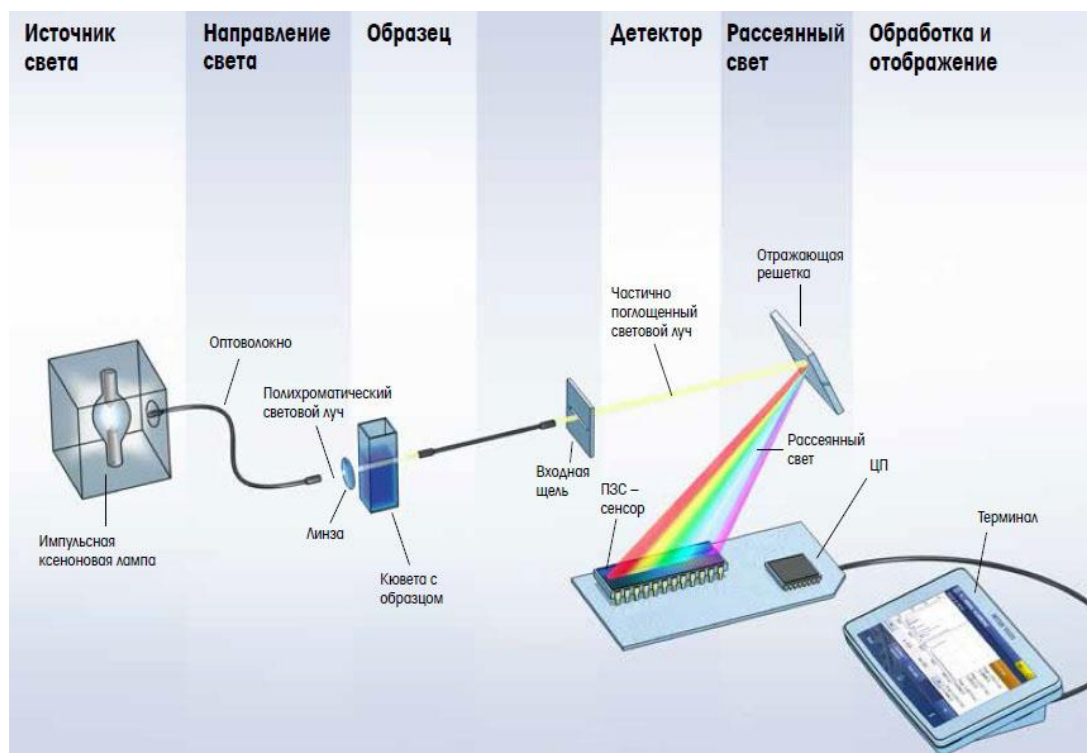 Источник
света
Направление
света
Образец
Детектор
Рассеянный
свет
Обработка и
отображение
Отражающая
решетка
Частично
поглощенный
световой луч
Оптоволокно
Полихроматический
световой луч
Входная
щель
Рассеянный
свет
ЦП
ПЗС –
сенсор
Терминал
Линза
Импульсная
ксеноновая лампа
Кювета с
образцом